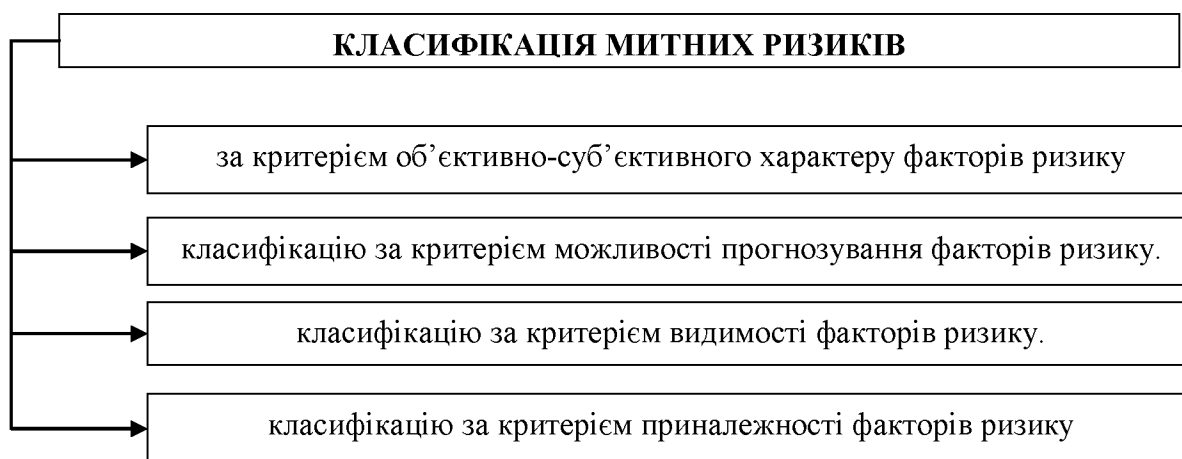 КЛАСИФІКАЦІЯ МИТНИХ РИЗИКІВ
за критерієм об’єктивно-суб’єктивного характеру факторів ризику
класифікацію за критерієм можливості прогнозування факторів ризику.
класифікацію за критерієм видимості факторів ризику.
класифікацію за критерієм приналежності факторів ризику